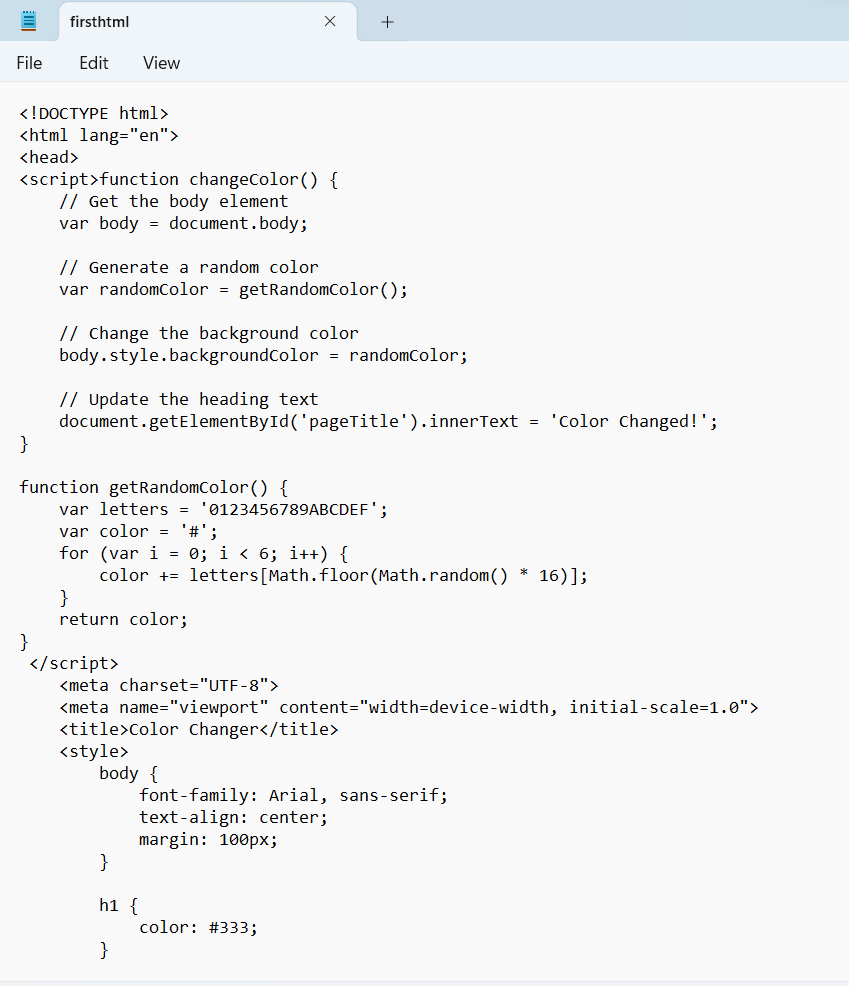 firsthtml
File Edit View
<!DOCTYPE html>
<html lang="en">
<head>
<script>function changeColor() {
    // Get the body element
    var body = document.body;

    // Generate a random color
    var randomColor = getRandomColor();

    // Change the background color
    body.style.backgroundColor = randomColor;

    // Update the heading text
    document.getElementById('pageTitle').innerText = 'Color Changed!';
}

function getRandomColor() {
    var letters = '0123456789ABCDEF';
    var color = '#';
    for (var i = 0; i < 6; i++) {
        color += letters[Math.floor(Math.random() * 16)];
    }
    return color;
}
 </script>
    <meta charset="UTF-8">
    <meta name="viewport" content="width=device-width, initial-scale=1.0">
    <title>Color Changer</title>
    <style>
        body {
            font-family: Arial, sans-serif;
            text-align: center;
            margin: 100px;
        }

        h1 {
            color: #333;
        }